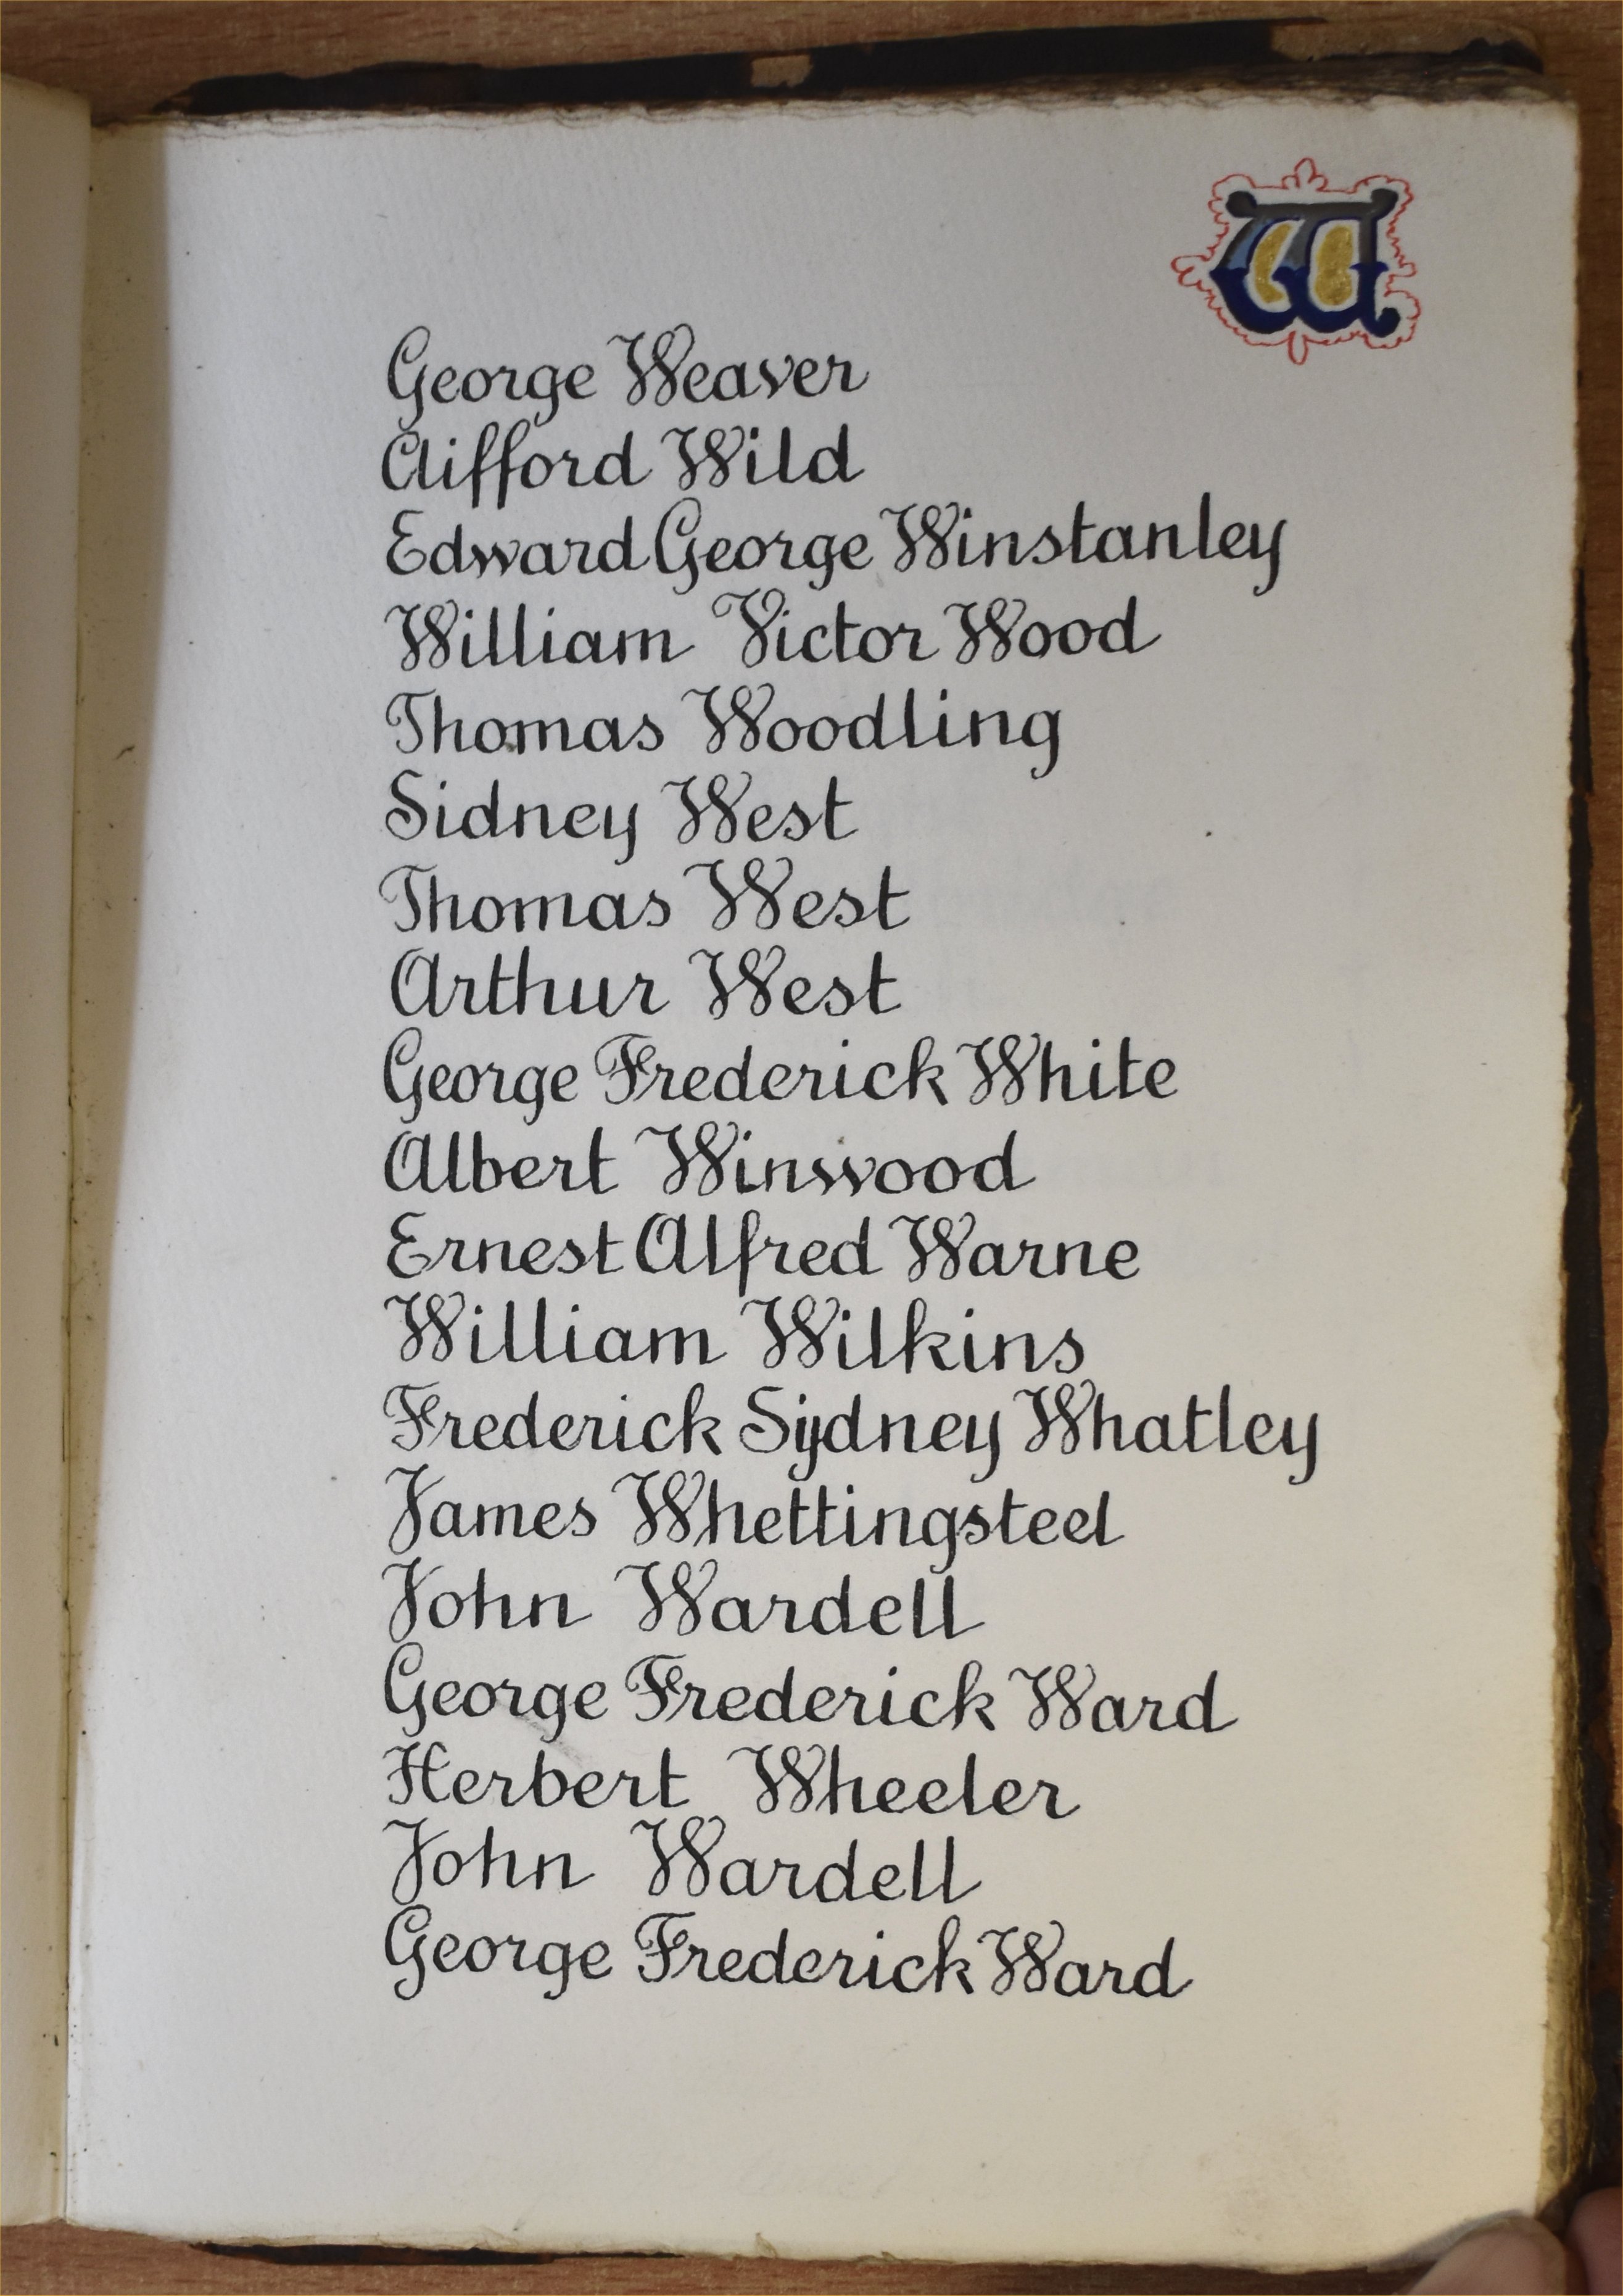 W
George Weaver
Clifford Wild
Edward George Winstanley
William Victor Wood
Thomas Woodling
Sidney West
Thomas West
Arthur West
George Frederick White
Albert Winwood
Ernest Alfred Warne
William Wilkins
Frederick Sydney Whatley
James Whettingsteel
John Wardell
George Frederick Ward
Herbert Wheeler
John Wardell
George Frederick Ward